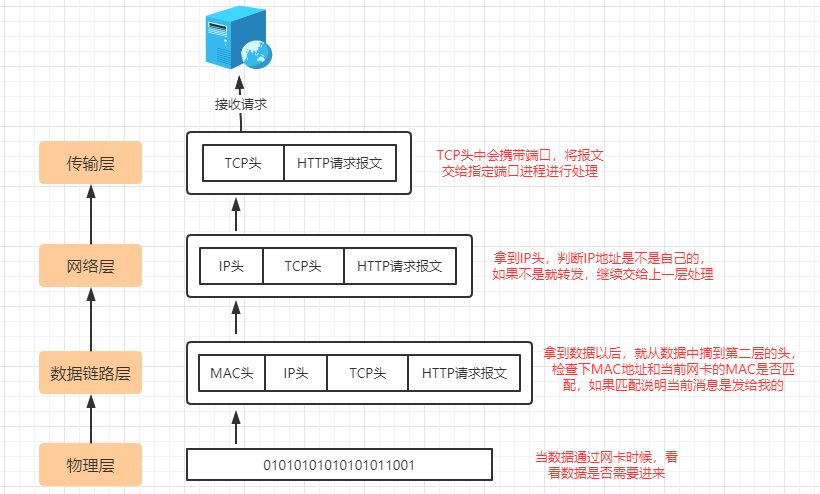 接收请求
传输层
TCP头
HTTP请求报文
TCP头中会携带端口，将报文
交给指定端口进程进行处理
网络层
IP头
TCP头
HTTP请求报文
拿到IP头，判断IP地址是不是自己的，
如果不是就转发，继续交给上一层处理
数据链路层
MAC头
IP头
TCP头
HTTP请求报文
拿到数据以后，就从数据中摘到第二层的头，
检查下MAC地址和当前网卡的MAC是否匹
配，如果匹配说明当前消息是发给我的
物理层
01010101010101011001
当数据通过网卡时候，看
看数据是否需要进来